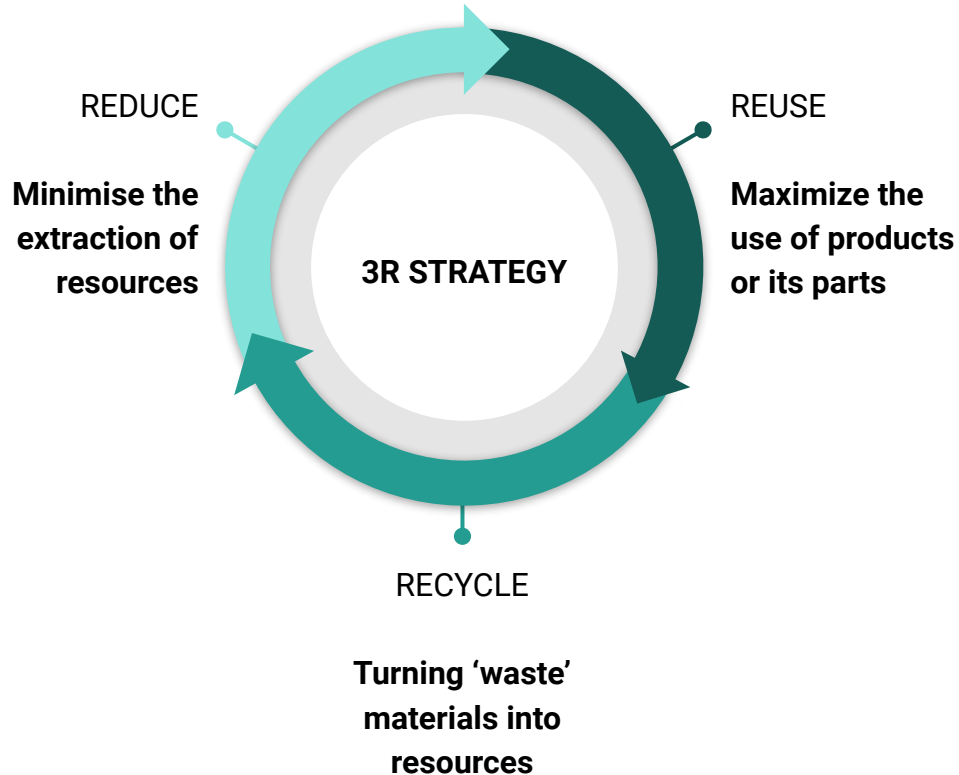 REDUCE
Minimise the
extraction of
resources
REUSE
Maximize the
use of products
or its parts
3R STRATEGY
RECYCLE
Turning ‘waste’
materials into
resources